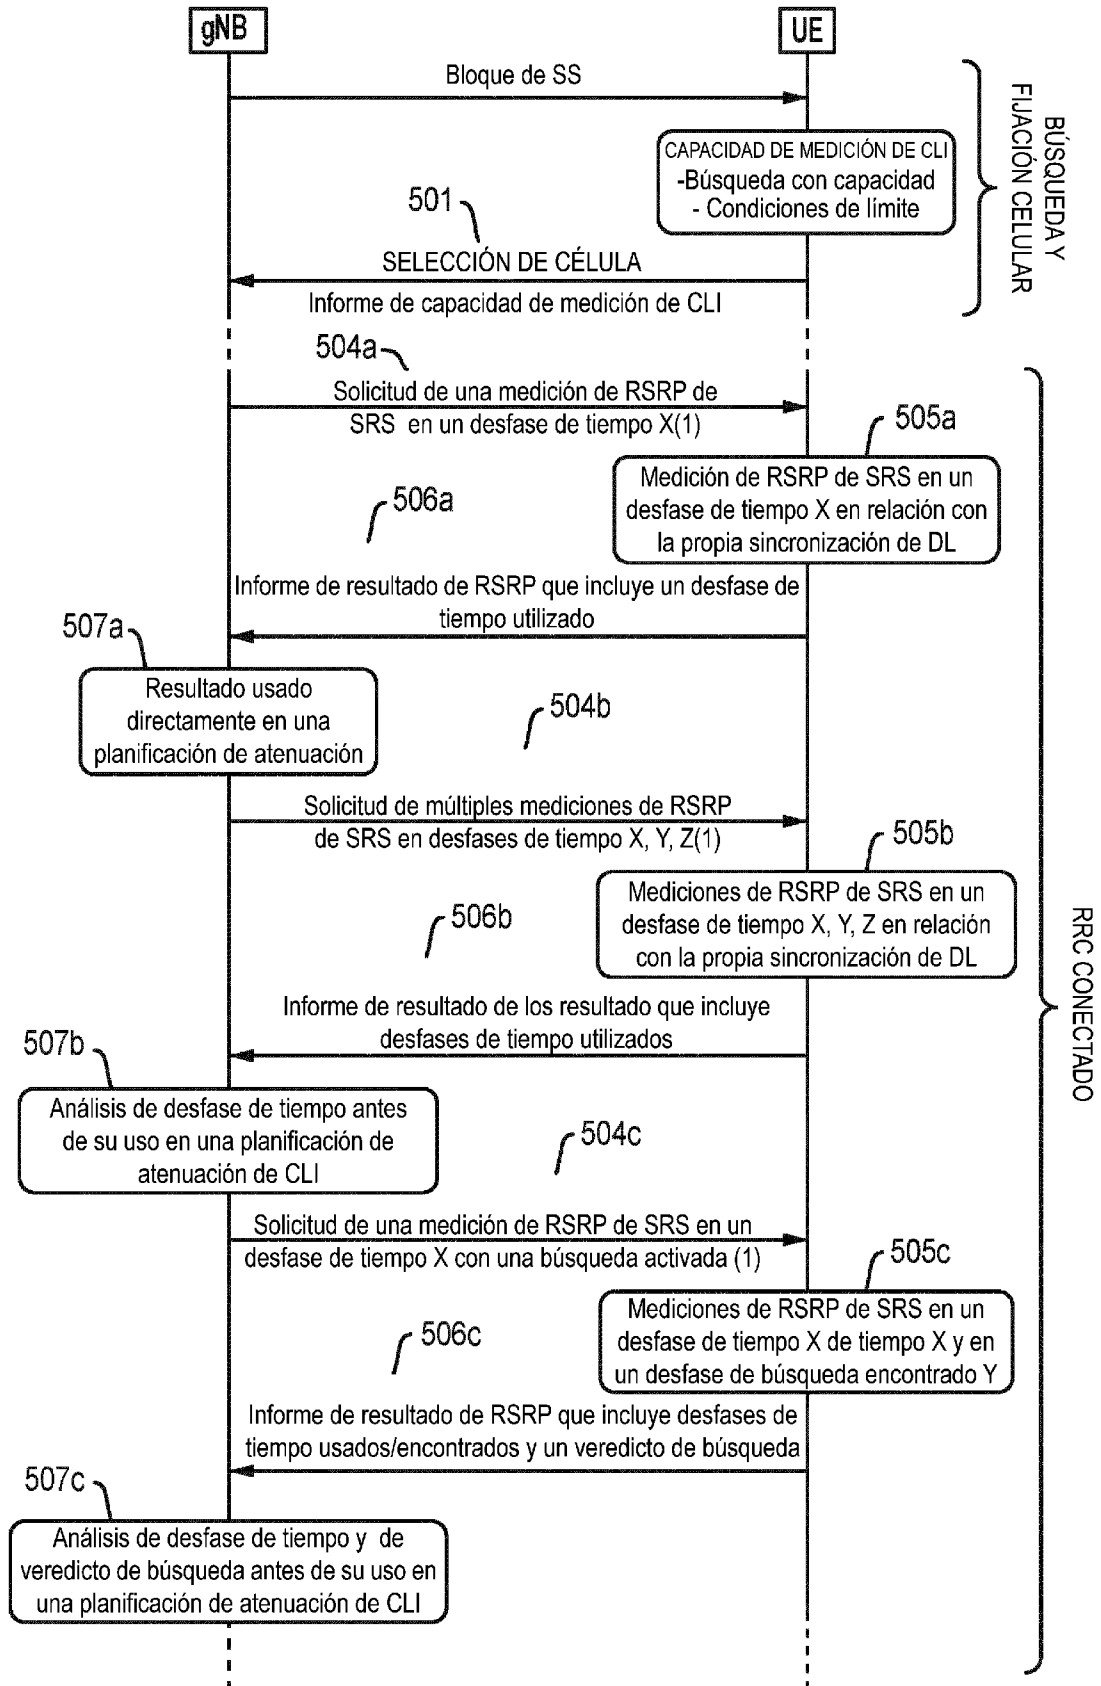 gNB
UE
Bloque de SS
CAPACIDAD DE MEDICIÓN DE CLI
-Búsqueda con capacidad
- Condiciones de límite
BÚSQUEDA Y
FIJACIÓN CELULAR
501
SELECCIÓN DE CÉLULA
Informe de capacidad de medición de CLI
504a
Solicitud de una medición de RSRP de
SRS en un desfase de tiempo X(1)
505a
Medición de RSRP de SRS en un
desfase de tiempo X en relación con
la propia sincronización de DL
506a
Informe de resultado de RSRP que incluye un desfase de
tiempo utilizado
507a
Resultado usado
directamente en una
planificación de atenuación
504b
Solicitud de múltiples mediciones de RSRP
de SRS en desfases de tiempo X, Y, Z(1)
505b
Mediciones de RSRP de SRS en un
desfase de tiempo X, Y, Z en relación
con la propia sincronización de DL
506b
RRC CONECTADO
Informe de resultado de los resultado que incluye
desfases de tiempo utilizados
507b
Análisis de desfase de tiempo antes
de su uso en una planificación de
atenuación de CLI
504c
Solicitud de una medición de RSRP de SRS en un
desfase de tiempo X con una búsqueda activada (1)
505c
Mediciones de RSRP de SRS en un
desfase de tiempo X de tiempo X y en
un desfase de búsqueda encontrado Y
506c
Informe de resultado de RSRP que incluye desfases de
tiempo usados/encontrados y un veredicto de búsqueda
507c
Análisis de desfase de tiempo y de
veredicto de búsqueda antes de su uso en
una planificación de atenuación de CLI